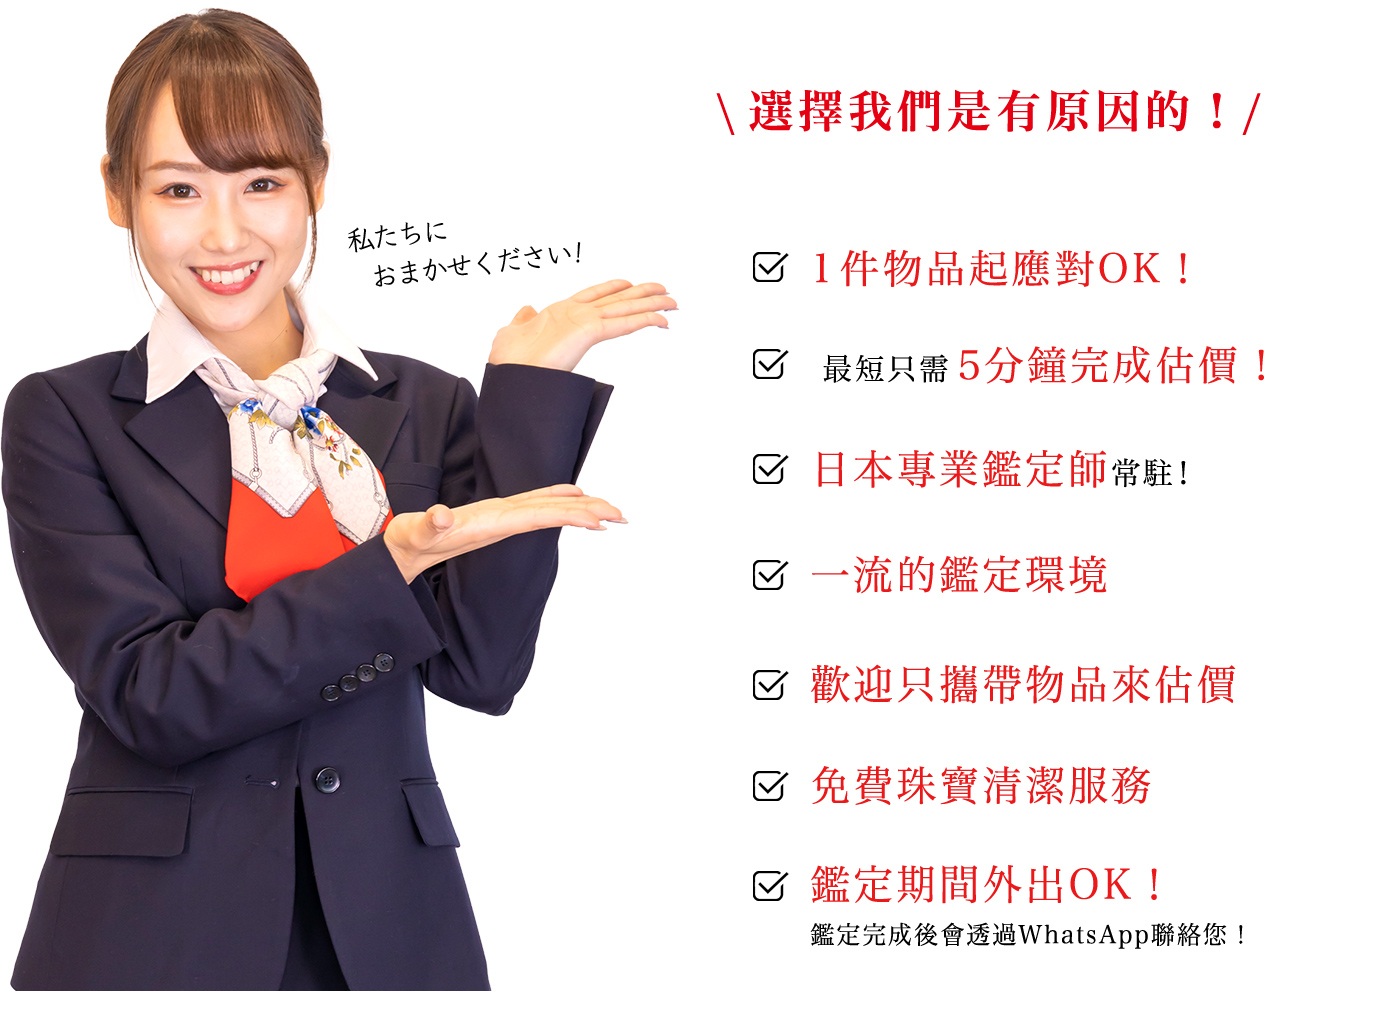 \ 選擇我們是有原因的！/
私たちに
おまかせください!
1件物品起應對OK！
最短只需 5分鐘完成估價！
日本專業鑑定師常駐!
一流的鑑定環境
歡迎只攜帶物品來估價
免費珠寶清潔服務
鑑定期間外出OK！
鑑定完成後會透過WhatsApp聯絡您！